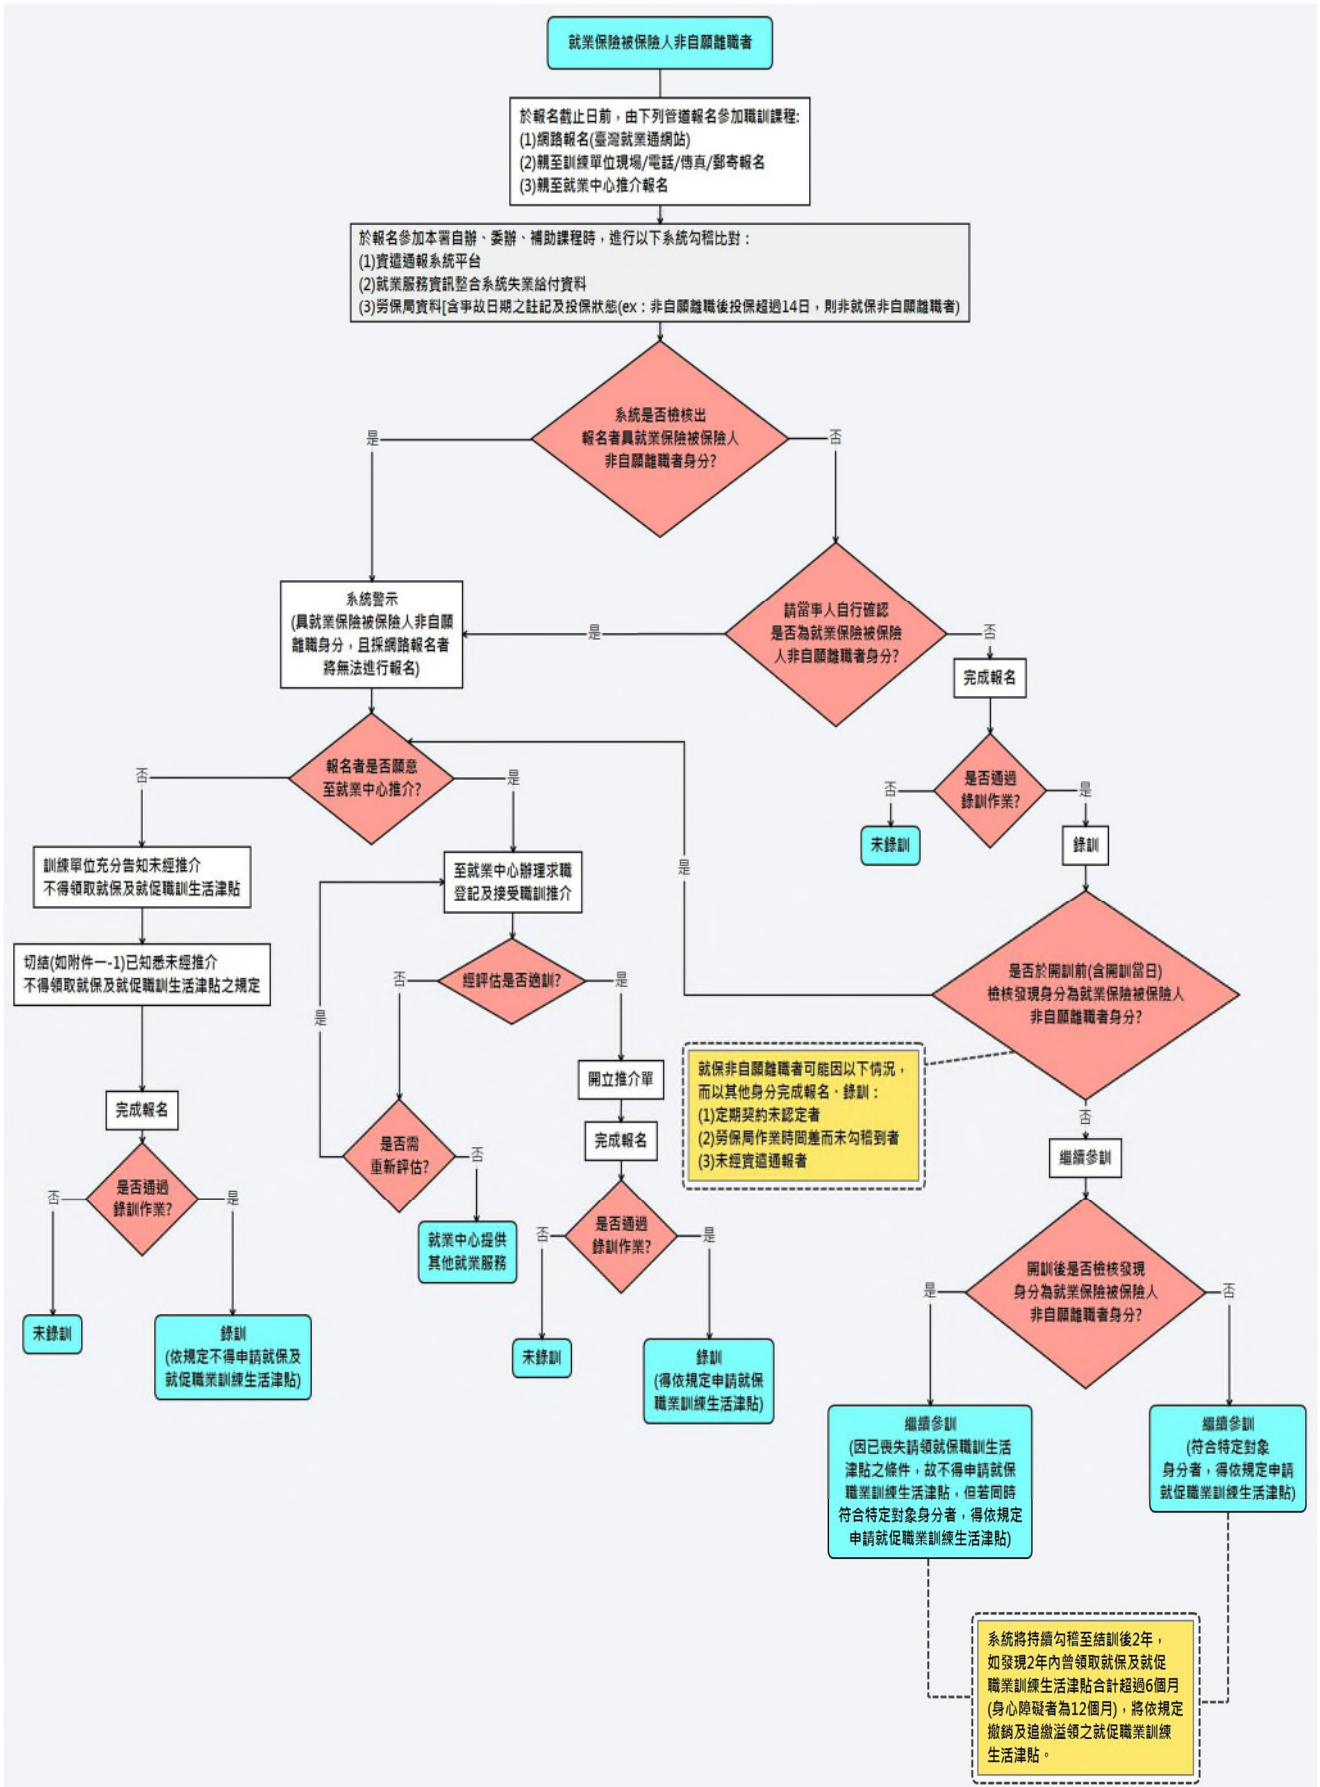 就業保險被保險人非自願離職者
於報名截止日前，由下列管道報名參加職訓課程:
(1)網路報名(臺灣就業通網站)
(2)親至訓練單位現場/電話/傳真/郵寄報名
(3)親至就業中心推介報名
於報名參加本署自辦、委辦、補助課程時，進行以下系統勾稽比對：
(1)資遣通報系統平台
(2)就業服務資訊整合系統失業給付資料
(3)勞保局資料[含事故日期之註記及投保狀態(ex：非自願離職後投保超過14日，則非就保非自願離職者)
系統是否檢核出
報名者具就業保險被保險人
非自願離職者身分?
是
否
系統警示
(具就業保險被保險人非自願
離職身分，且採網路報名者
將無法進行報名)
是
請當事人自行確認
是否為就業保險被保險
人非自願離職者身分?
否
完成報名
報名者是否願意
至就業中心推介?
否
是
是否通過
錄訓作業?
否
是
未錄訓
錄訓
訓練單位充分告知未經推介
不得領取就保及就促職訓生活津貼
至就業中心辦理求職
登記及接受職訓推介
是
切結(如附件一-1)已知悉未經推介
不得領取就保及就促職訓生活津貼之規定
經評估是否適訓?
否
是
是
是否於開訓前(含開訓當日)
檢核發現身分為就業保險被保險人
非自願離職者身分?
就保非自願離職者可能因以下情況，
而以其他身分完成報名、錄訓：
(1)定期契約未認定者
(2)勞保局作業時間差而未勾稽到者
(3)未經資遣通報者
否
繼續參訓
開立推介單
完成報名
完成報名
是否需
重新評估?
否
就業中心提供
其他就業服務
是否通過
錄訓作業?
否
是
是否通過
錄訓作業?
否
是
開訓後是否檢核發現
身分為就業保險被保險人
非自願離職者身分?
是
否
未錄訓
錄訓
(依規定不得申請就保及
就促職業訓練生活津貼)
未錄訓
錄訓
(得依規定申請就保
職業訓練生活津貼)
繼續參訓
(因已喪失請領就保職訓生活
津貼之條件，故不得申請就保
職業訓練生活津貼，但若同時
符合特定對象身分者，得依規定
申請就促職業訓練生活津貼)
繼續參訓
(符合特定對象
身分者，得依規定申請
就促職業訓練生活津貼)
系統將持續勾稽至結訓後2年，
如發現2年內曾領取就保及就促
職業訓練生活津貼合計超過6個月
(身心障礙者為12個月)，將依規定
撤銷及追繳溢領之就促職業訓練
生活津貼。